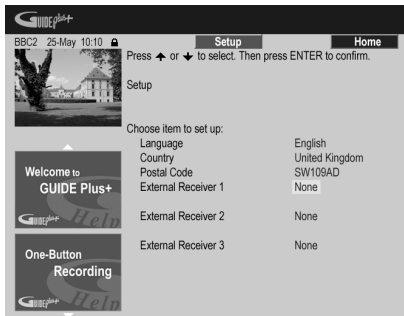 GUIDE plus+
BBC2 25-May 10:10
Setup
Home
Press or to select. Then press ENTER to confirm.
Setup
Choose item to set up:
Language English
Country United Kingdom
Postal Code SW109AD
External Receiver 1 None
External Receiver 2 None
External Receiver 3 None
Welcome to
GUIDE Plus+
GUIDE plus+ Help
One-Button
Recording
GUIDE plus+ Help